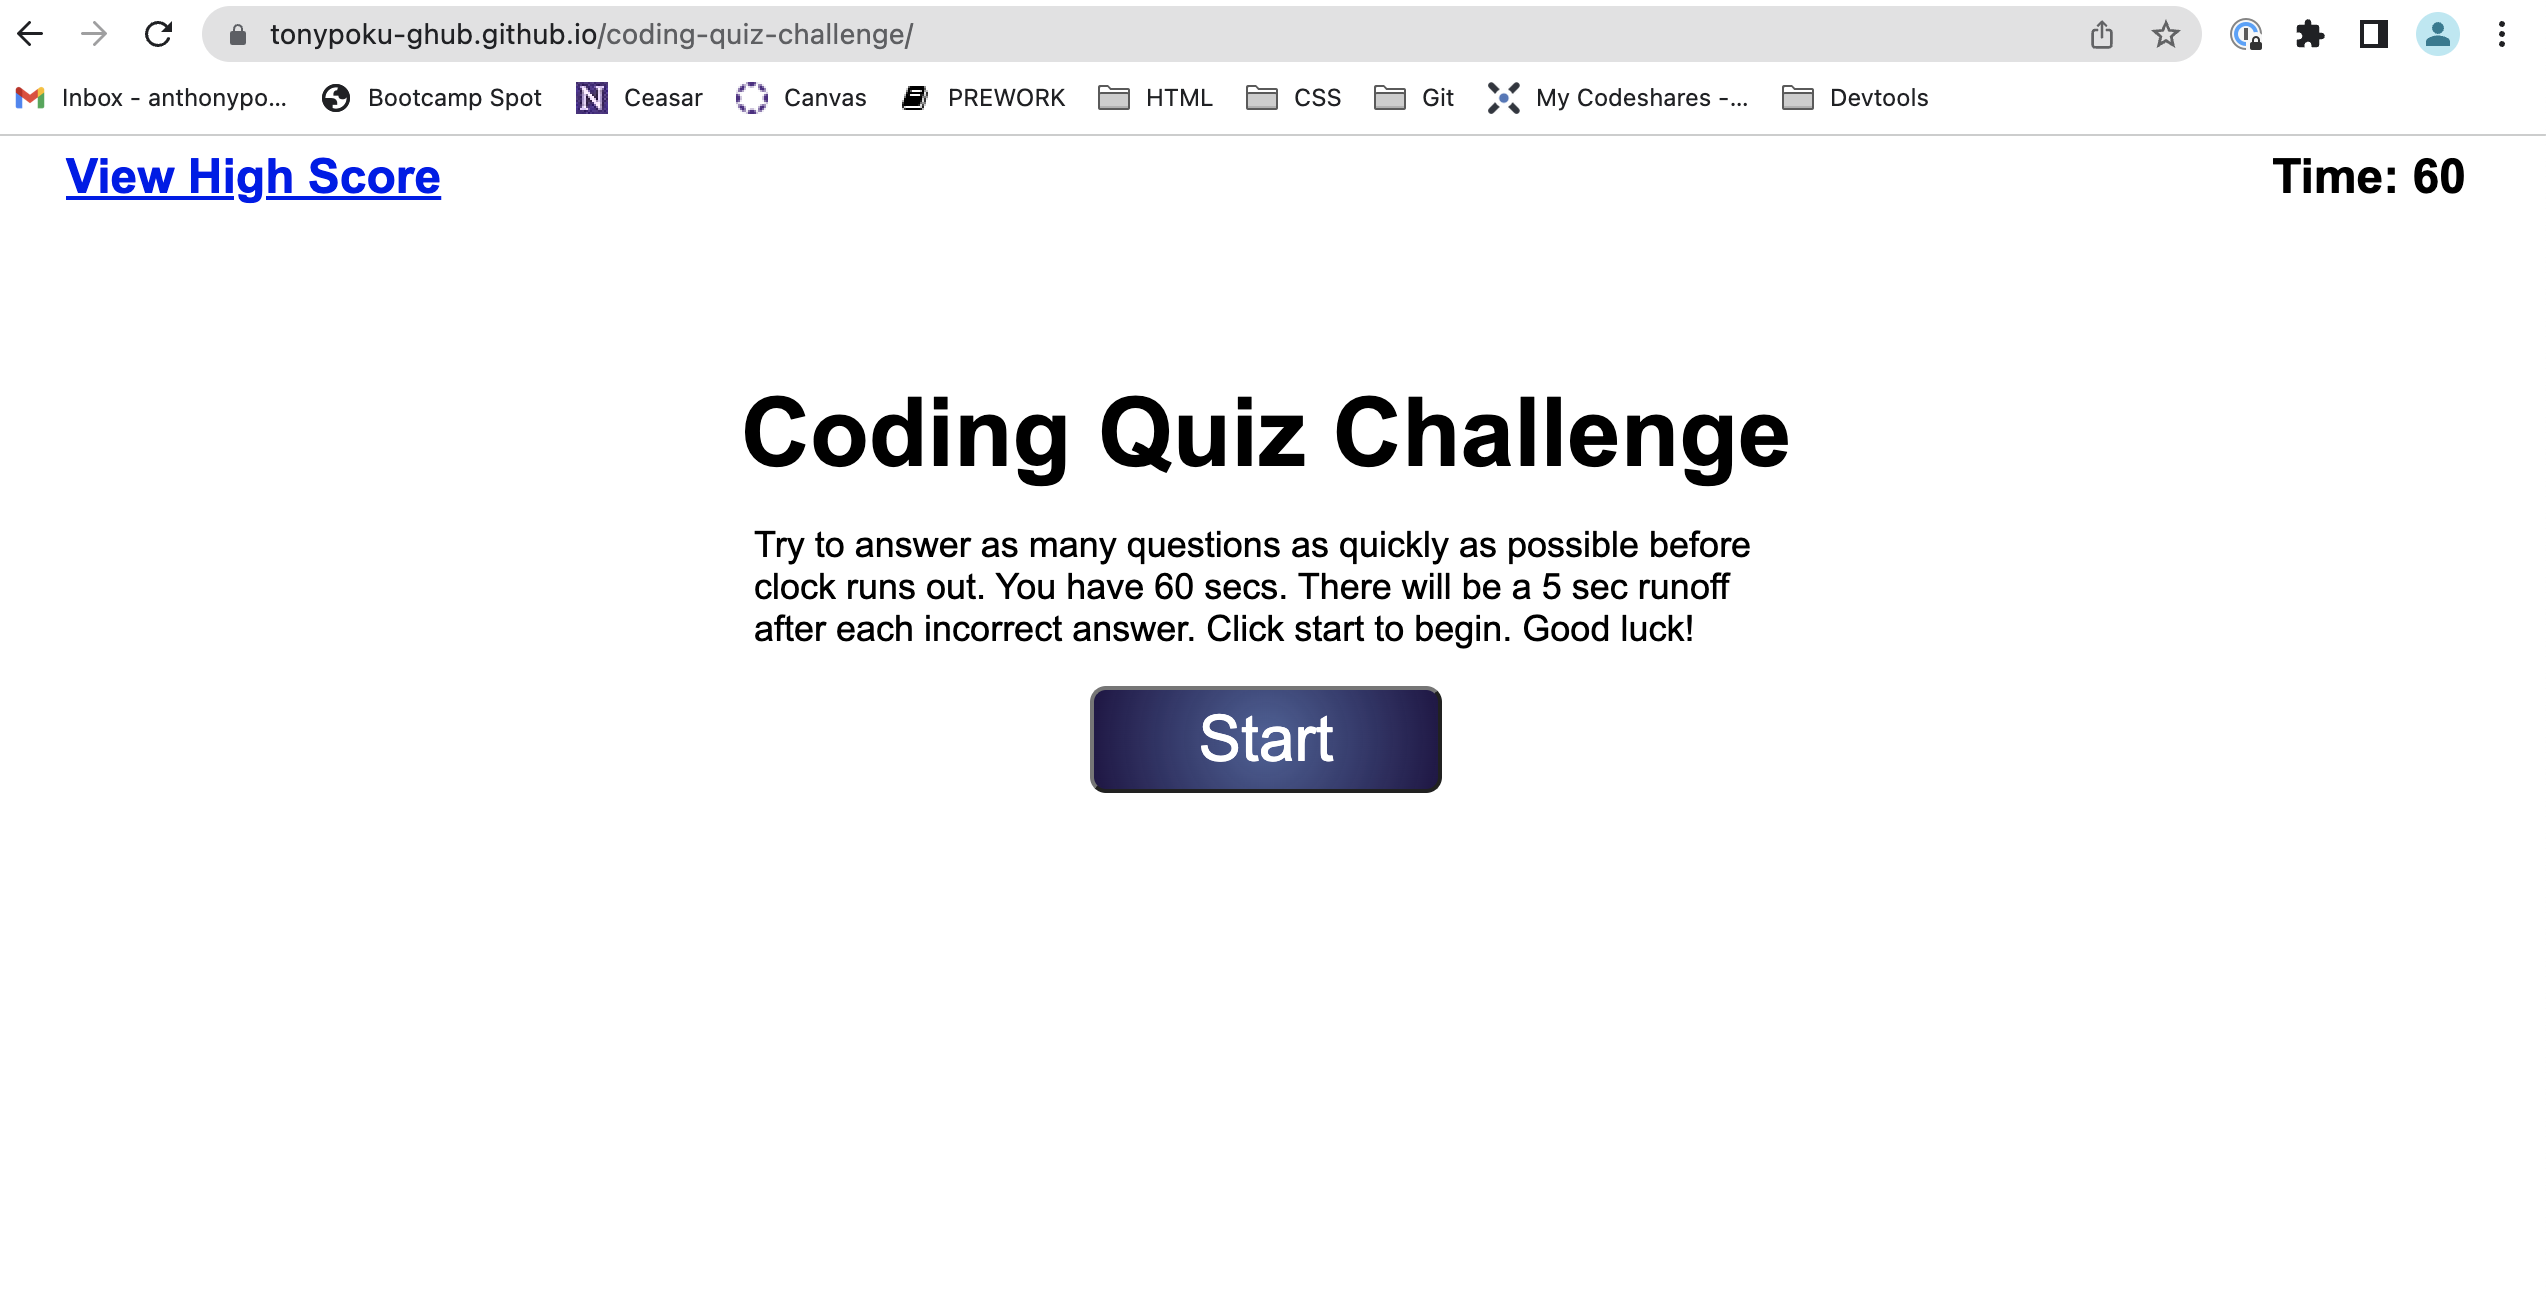 tonypoku-ghub.github.io/coding-quiz-challenge/
Inbox - anthonypo... Bootcamp Spot N Ceasar Canvas PREWORK HTML CSS Git My Codeshares -... Devtools
View High Score Time: 60
Coding Quiz Challenge
Try to answer as many questions as quickly as possible before
clock runs out. You have 60 secs. There will be a 5 sec runoff
after each incorrect answer. Click start to begin. Good luck!
Start